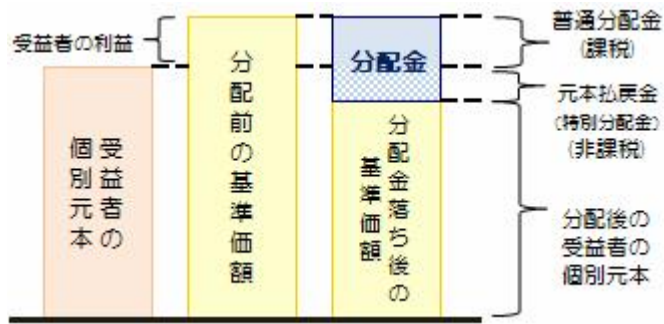 受益者の利益
受益者の
個別元本
分配前の基準価額
分配金
分配金落ち後の
基準価額
普通分配金
(課税)
元本払戻金
(特別分配金)
(非課税)
分配後の
受益者の
個別元本